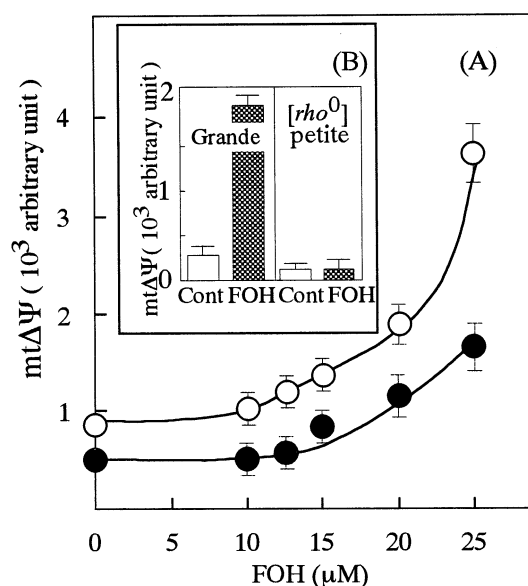 (B)
(A)
mtΔΨ ( 10³ arbitrary unit)
4
3
2
1
0
5
10
15
20
25
FOH (μM)
mtΔΨ ( 10³ arbitrary unit)
2
1
0
Grande
[rho⁰]
petite
Cont FOH Cont FOH